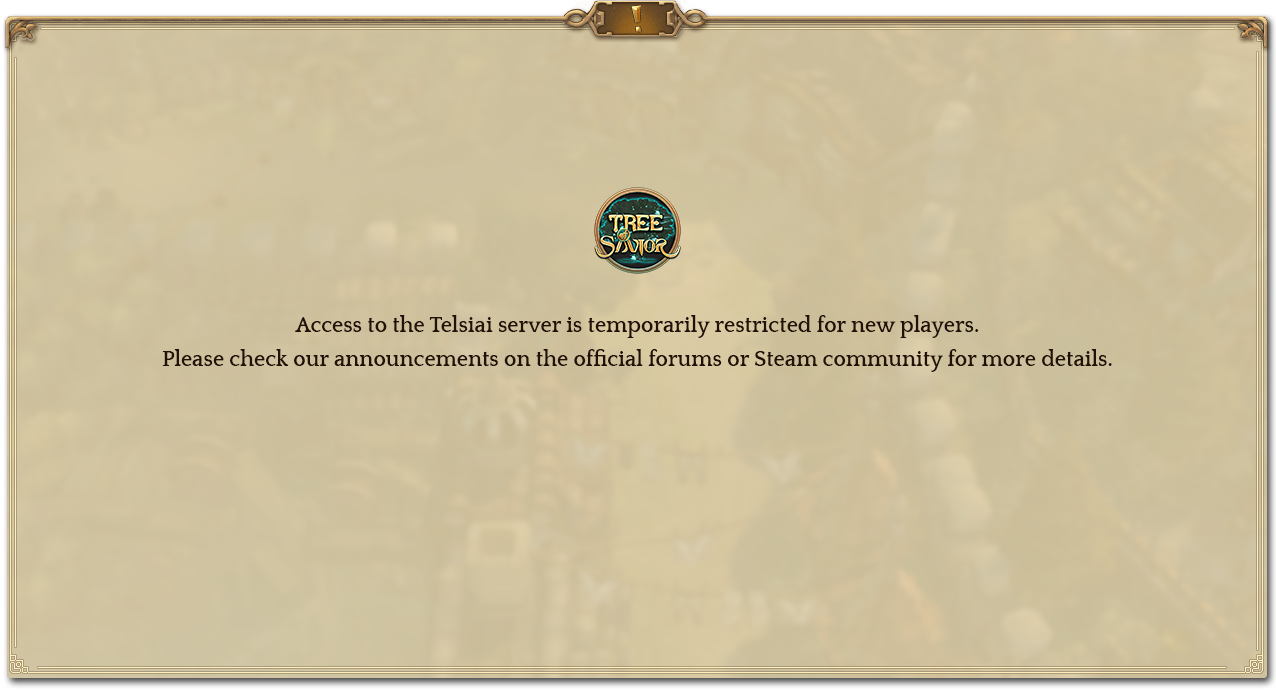 !
TREE
SAVIOR
Access to the Telsiai server is temporarily restricted for new players.
Please check our announcements on the official forums or Steam community for more details.